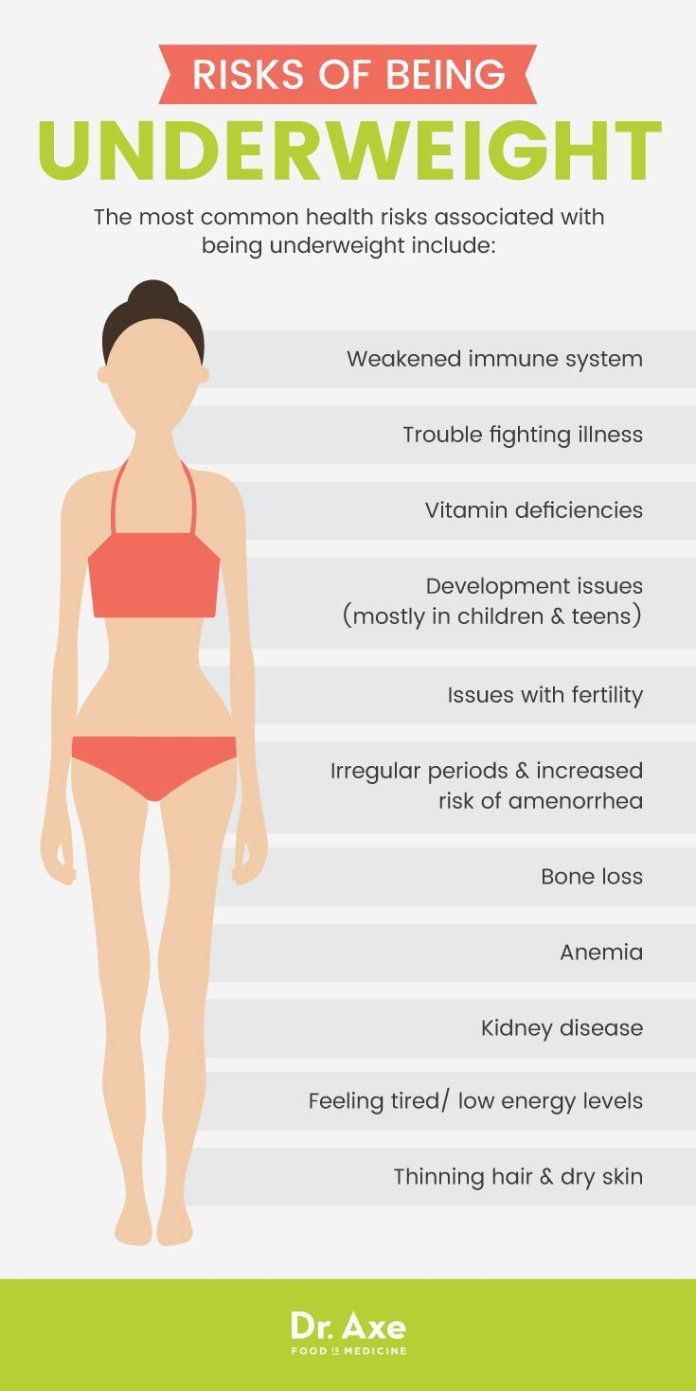 RISKS OF BEING
UNDERWEIGHT
The most common health risks associated with
being underweight include:
Weakened immune system
Trouble fighting illness
Vitamin deficiencies
Development issues
(mostly in children & teens)
Issues with fertility
Irregular periods & increased
risk of amenorrhea
Bone loss
Anemia
Kidney disease
Feeling tired/ low energy levels
Thinning hair & dry skin
Dr. Axe
FOOD IS MEDICINE